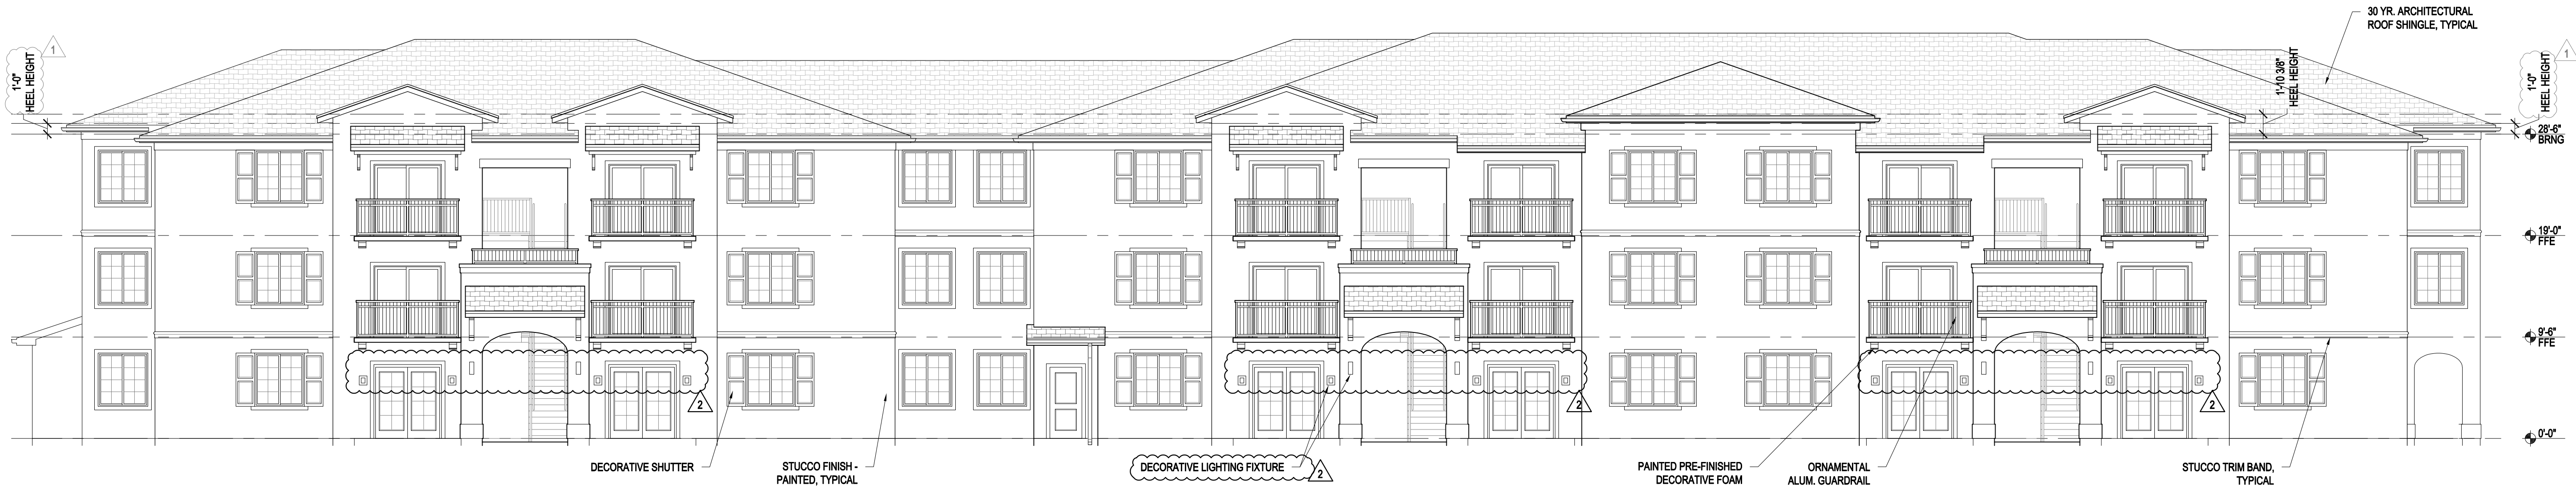 30 YR. ARCHITECTURAL
ROOF SHINGLE, TYPICAL
1
1'-0"
HEEL HEIGHT
1'-10 3/8"
HEEL HEIGHT
1
1'-0"
HEEL HEIGHT
28'-6"
BRNG
19'-0"
FFE
9'-6"
FFE
2
2
2
0'-0"
DECORATIVE SHUTTER
STUCCO FINISH -
PAINTED, TYPICAL
DECORATIVE LIGHTING FIXTURE
2
PAINTED PRE-FINISHED
DECORATIVE FOAM
ORNAMENTAL
ALUM. GUARDRAIL
STUCCO TRIM BAND,
TYPICAL